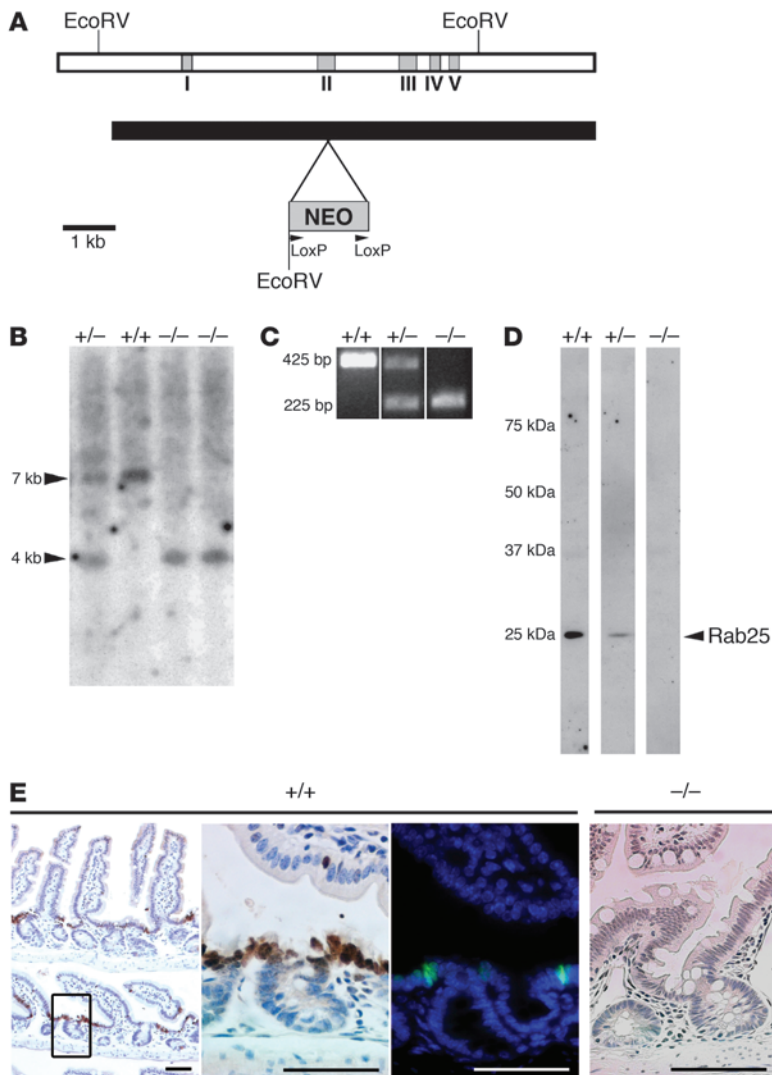 A
EcoRV EcoRV
I II III IV V
NEO
LoxP LoxP
EcoRV
1 kb
B
+/– +/+ –/– –/–
7 kb
4 kb
C
+/+ +/– –/–
425 bp
225 bp
D
+/+ +/– –/–
75 kDa
50 kDa
37 kDa
25 kDa
Rab25
E
+/+ –/–